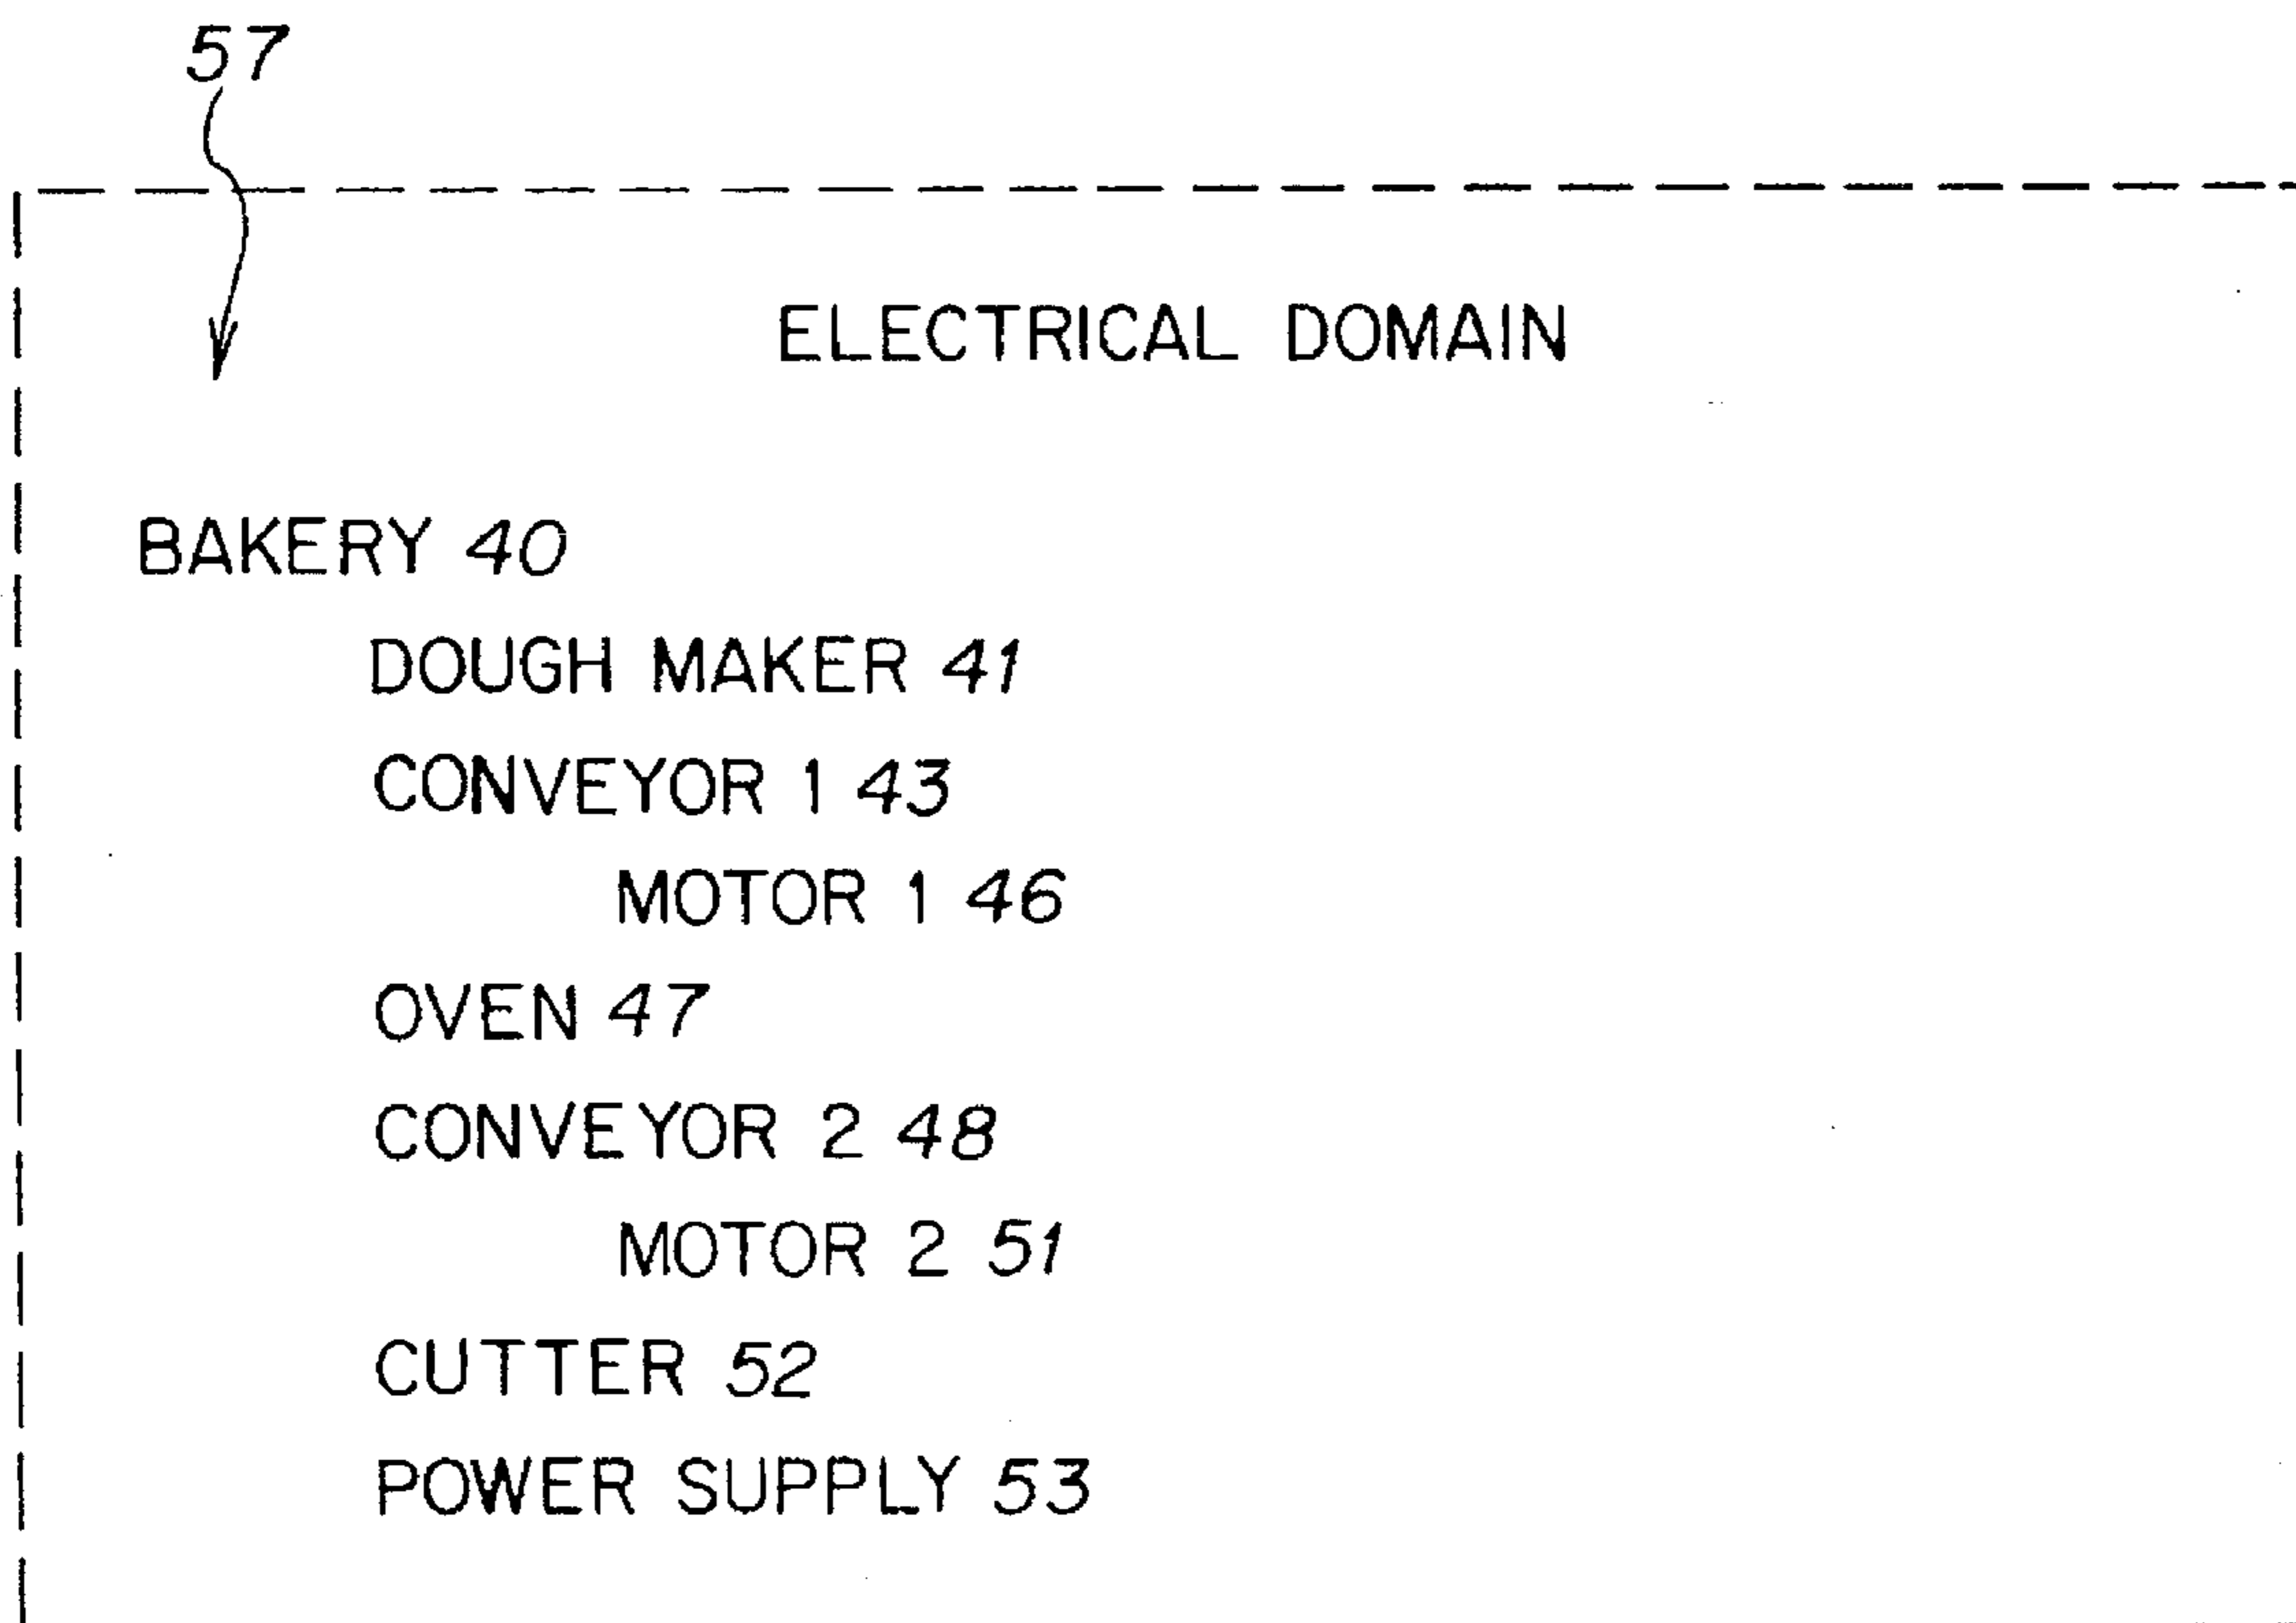 57
ELECTRICAL DOMAIN
BAKERY 40
DOUGH MAKER 41
CONVEYOR 1 43
MOTOR 1 46
OVEN 47
CONVEYOR 2 48
MOTOR 2 51
CUTTER 52
POWER SUPPLY 53